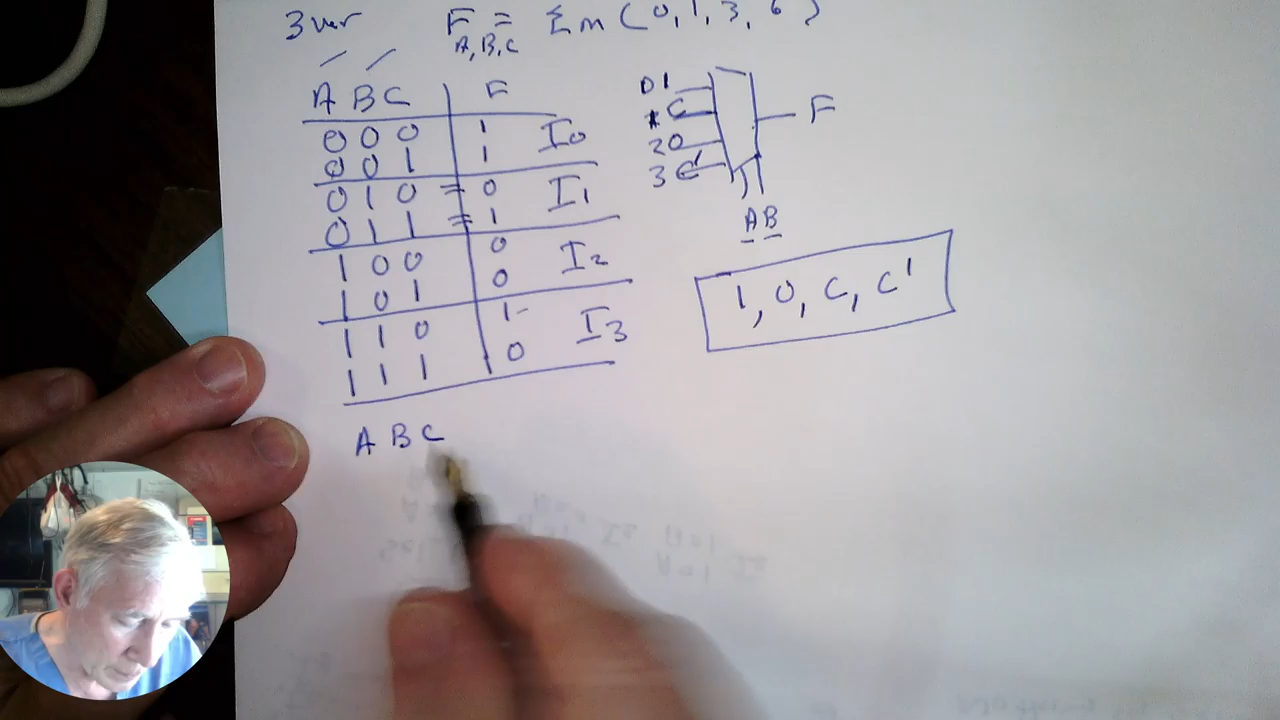 3 var F = Σm (0, 1, 3, 6)
A,B,C
A B C F
0 0 0 1 I0
0 0 1 1
0 1 0 = 0 I1
0 1 1 = 1
1 0 0 0 I2
1 0 1 0
1 1 0 1 I3
1 1 1 0
A B C
0 1
1 C
2 0
3 C'
F
A B
1, 0, C, C'